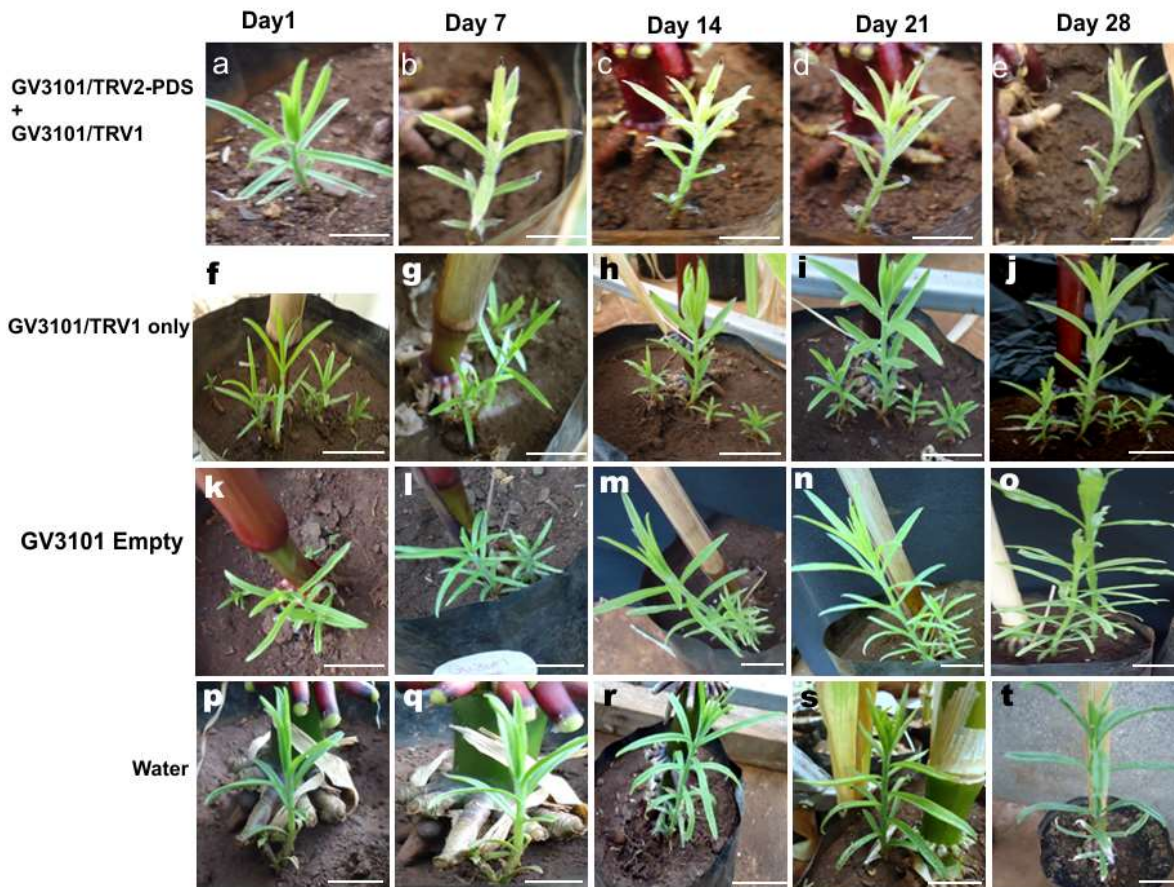 Day1 Day 7 Day 14 Day 21 Day 28
GV3101/TRV2-PDS
+
GV3101/TRV1
a b c d e
GV3101/TRV1 only
f g h i j
GV3101 Empty
k l m n o
Water
p q r s t